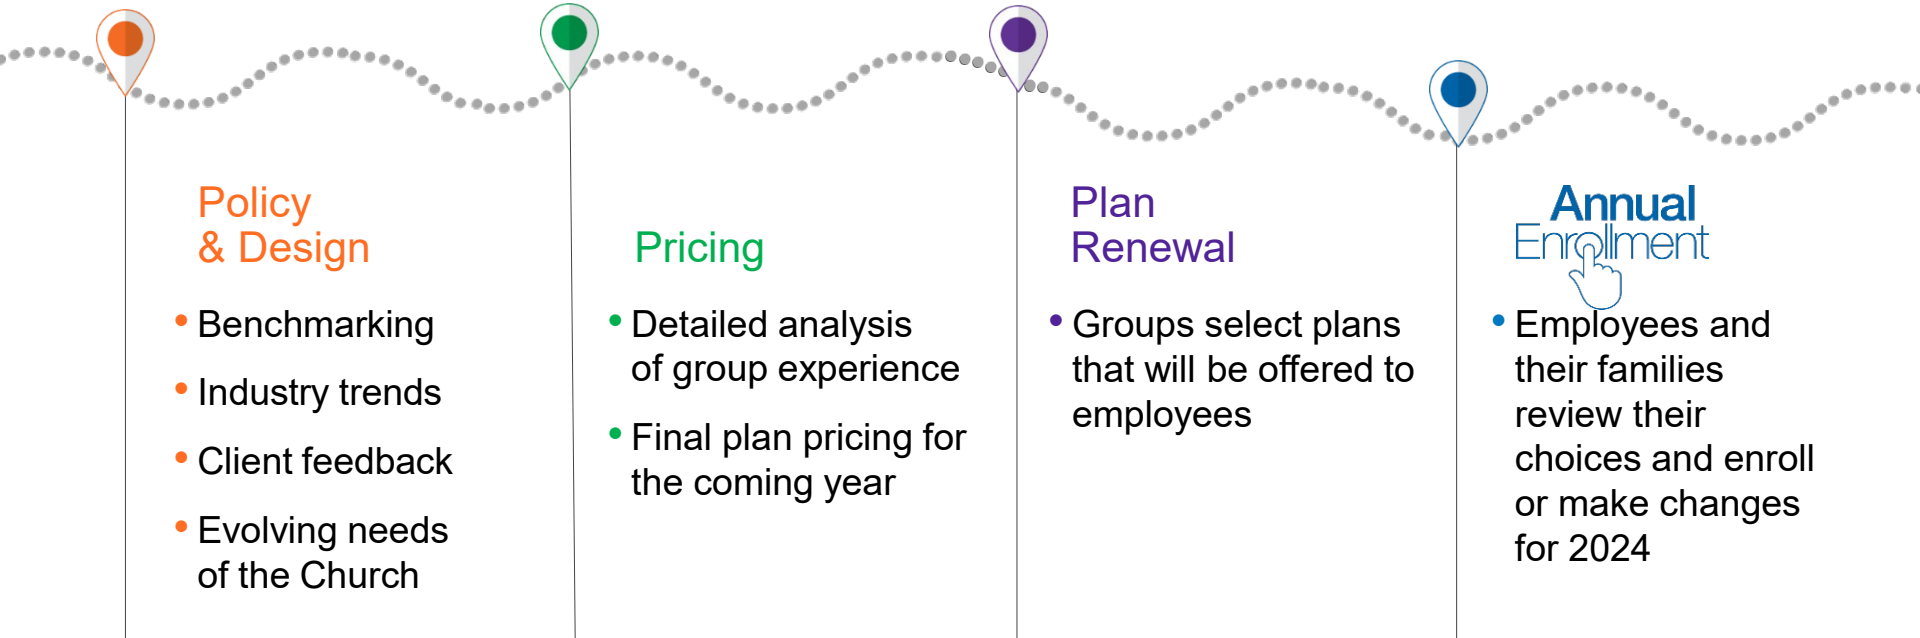 Policy
& Design
• Benchmarking
• Industry trends
• Client feedback
• Evolving needs
of the Church
Pricing
• Detailed analysis
of group experience
• Final plan pricing for
the coming year
Plan
Renewal
• Groups select plans
that will be offered to
employees
Annual
Enrollment
• Employees and
their families
review their
choices and enroll
or make changes
for 2024